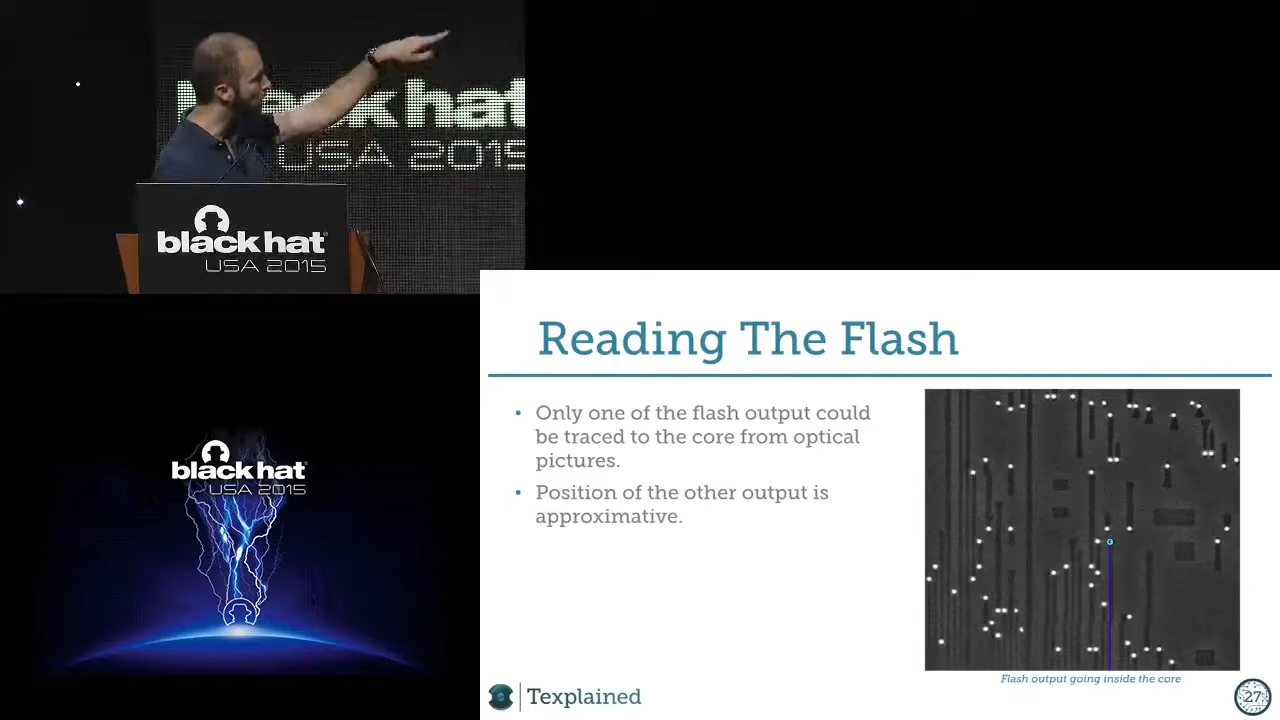 black hat
USA 2015
black hat
USA 2015
Reading The Flash
• Only one of the flash output could
be traced to the core from optical
pictures.
• Position of the other output is
approximative.
Flash output going inside the core
black hat
USA 2015
Texplained
27